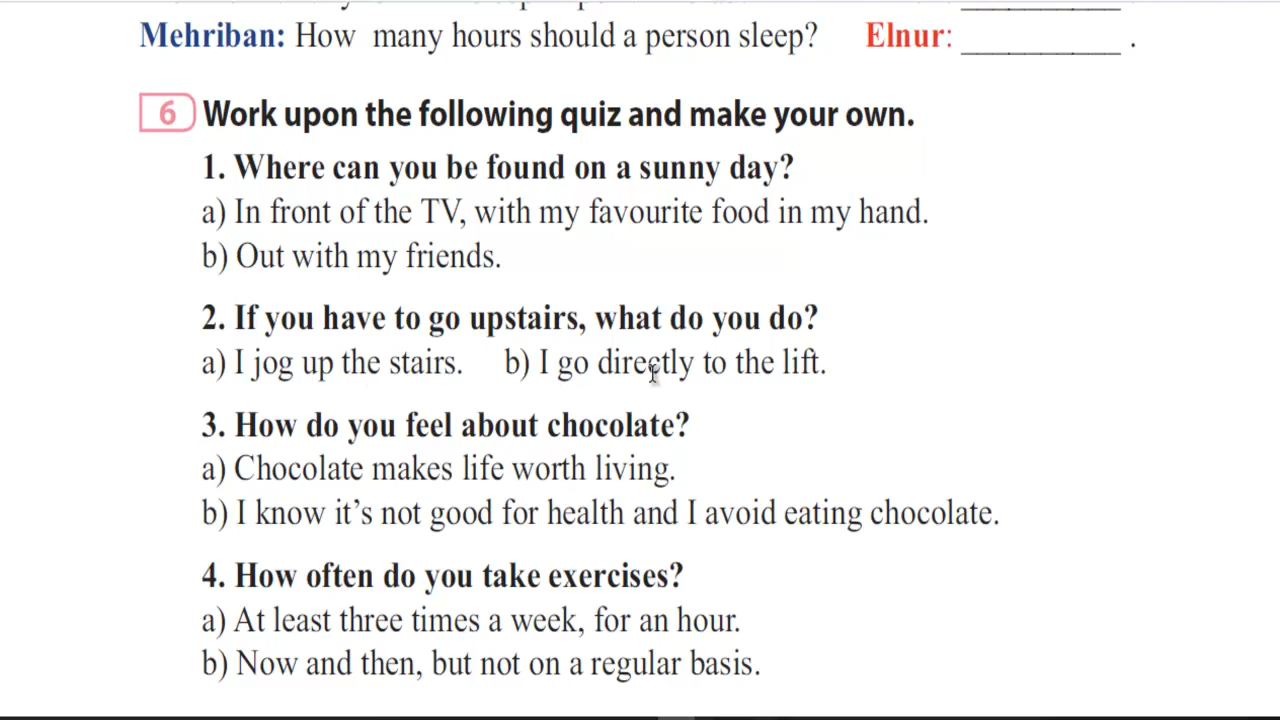 Mehriban: How many hours should a person sleep? Elnur: ____________ .
6 Work upon the following quiz and make your own.
1. Where can you be found on a sunny day?
a) In front of the TV, with my favourite food in my hand.
b) Out with my friends.
2. If you have to go upstairs, what do you do?
a) I jog up the stairs. b) I go directly to the lift.
3. How do you feel about chocolate?
a) Chocolate makes life worth living.
b) I know it’s not good for health and I avoid eating chocolate.
4. How often do you take exercises?
a) At least three times a week, for an hour.
b) Now and then, but not on a regular basis.